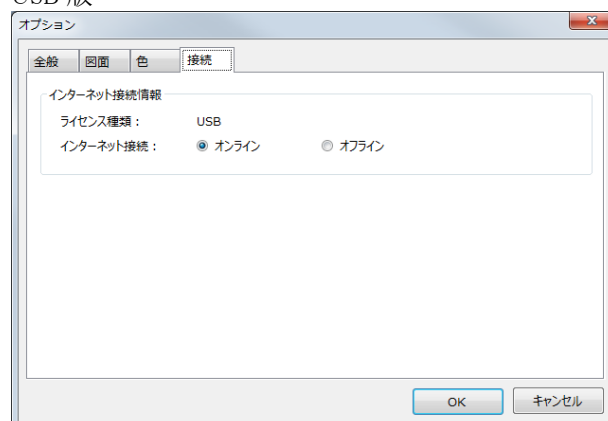 USB 版
オプション
全般 図面 色 接続
インターネット接続情報
ライセンス種類： USB
インターネット接続： オンライン オフライン
OK キャンセル